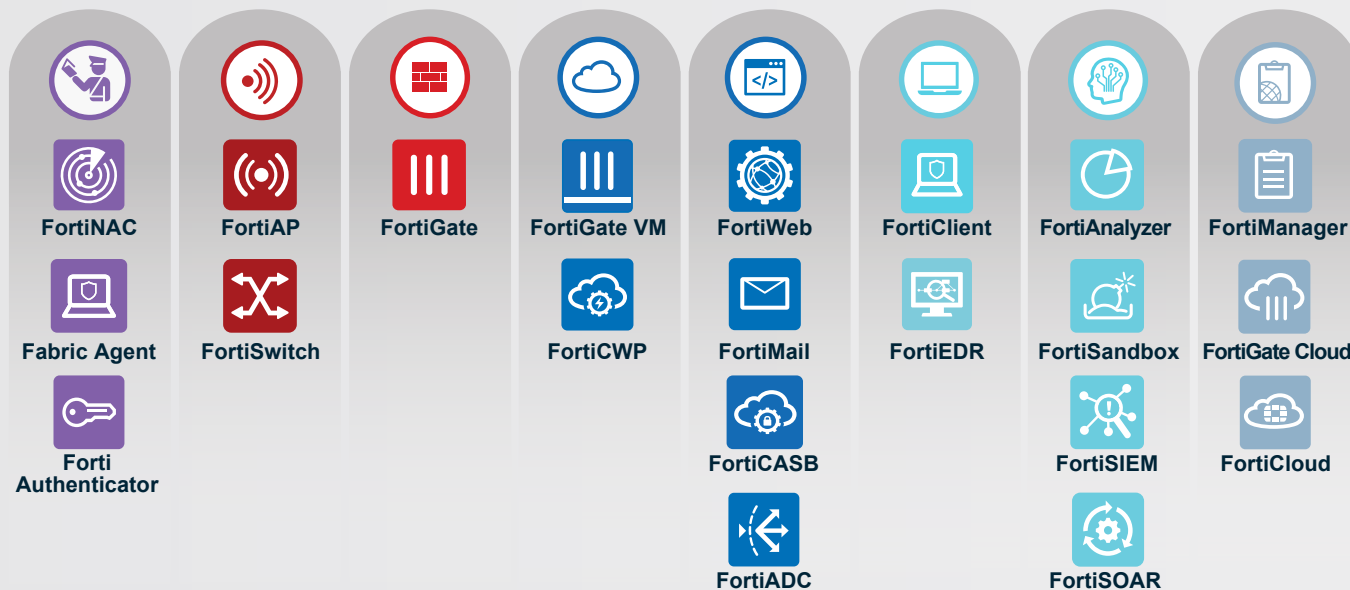 FortiNAC
FortiAP
FortiGate
FortiGate VM
</>
FortiWeb
FortiClient
FortiAnalyzer
FortiManager
Fabric Agent
FortiSwitch
FortiCWP
FortiMail
FortiEDR
FortiSandbox
FortiGate Cloud
Forti
Authenticator
FortiCASB
FortiSIEM
FortiCloud
FortiADC
FortiSOAR